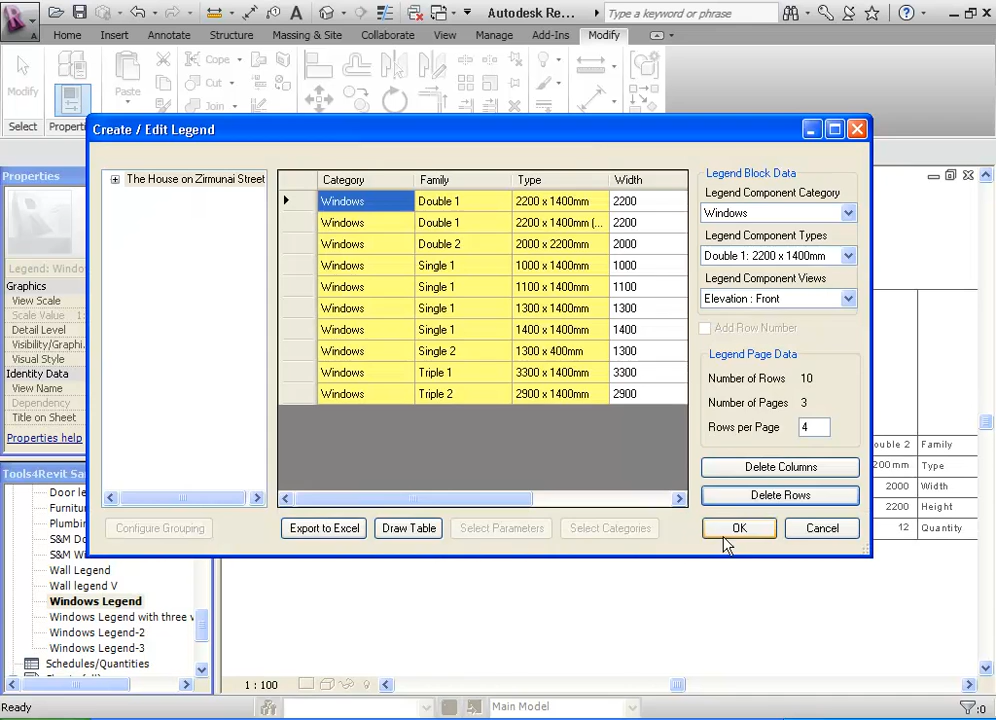 Autodesk Re...
Type a keyword or phrase
Home Insert Annotate Structure Massing & Site Collaborate View Manage Add-Ins Modify
Modify
Paste
Cope
Cut
Join
Select
Create / Edit Legend
Properties
Legend: Windo
Graphics
View Scale
Scale Value 1:
Detail Level
Visibility/Graphi...
Visual Style
Identity Data
View Name
Dependency
Title on Sheet
Properties help
The House on Zirmunai Street
Category Family Type Width
Windows Double 1 2200 x 1400mm 2200
Windows Double 1 2200 x 1400mm (... 2200
Windows Double 2 2000 x 2200mm 2000
Windows Single 1 1000 x 1400mm 1000
Windows Single 1 1100 x 1400mm 1100
Windows Single 1 1300 x 1400mm 1300
Windows Single 1 1400 x 1400mm 1400
Windows Single 2 1300 x 400mm 1300
Windows Triple 1 3300 x 1400mm 3300
Windows Triple 2 2900 x 1400mm 2900
Legend Block Data
Legend Component Category
Windows
Legend Component Types
Double 1: 2200 x 1400mm
Legend Component Views
Elevation : Front
Add Row Number
Legend Page Data
Number of Rows 10
Number of Pages 3
Rows per Page 4
Delete Columns
Delete Rows
Configure Grouping
Export to Excel
Draw Table
Select Parameters
Select Categories
OK
Cancel
ouble 2 Family
200 mm Type
2000 Width
2200 Height
12 Quantity
Tools4Revit Sa
Door le
Furnitu
Plumbin
S&M Do
S&M W
Wall Legend
Wall legend V
Windows Legend
Windows Legend with three v
Windows Legend-2
Windows Legend-3
Schedules/Quantities
1 : 100
Ready
Main Model
:0